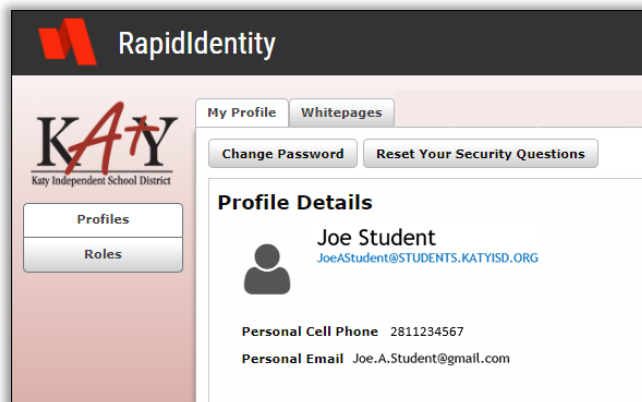 RapidIdentity
KAtY
Katy Independent School District
My Profile Whitepages
Change Password Reset Your Security Questions
Profiles
Roles
Profile Details
Joe Student
JoeAStudent@STUDENTS.KATYISD.ORG
Personal Cell Phone 2811234567
Personal Email Joe.A.Student@gmail.com